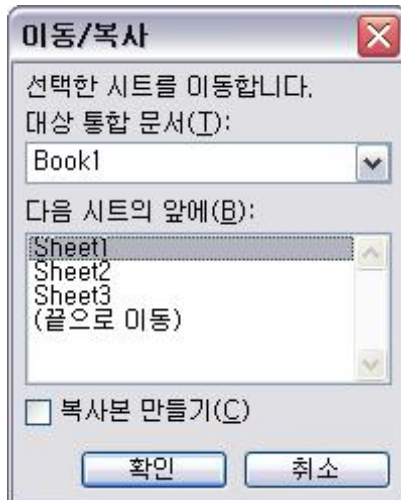 이동/복사
선택한 시트를 이동합니다.
대상 통합 문서(T):
Book1
다음 시트의 앞에(B):
Sheet1
Sheet2
Sheet3
(끝으로 이동)
복사본 만들기(C)
확인 취소